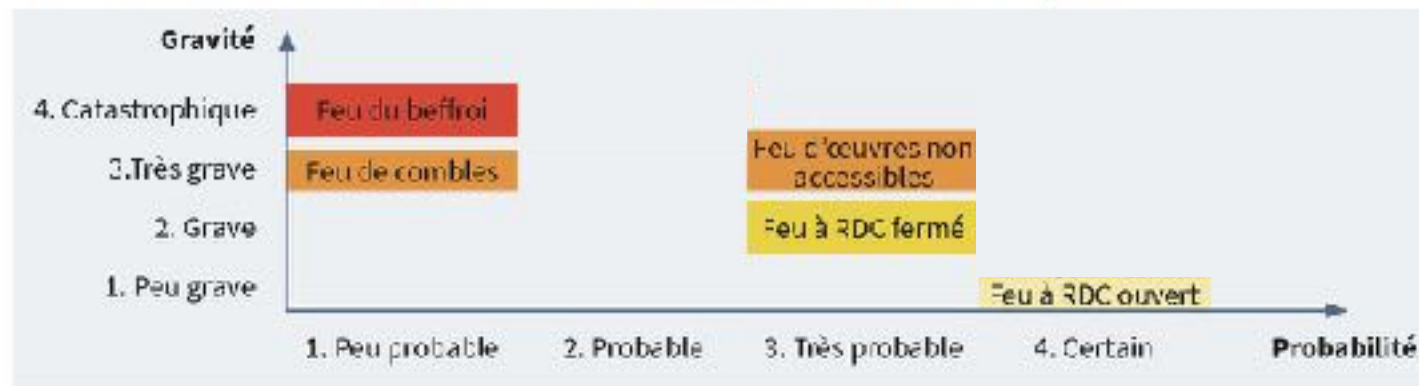 Gravité
4. Catastrophique
Feu du beffroi
3.Très grave
Feu de combles
Feu d'œuvres non
accessibles
2. Grave
Feu à RDC fermé
1. Peu grave
Feu à RDC ouvert
1. Peu probable
2. Probable
3. Très probable
4. Certain
Probabilité